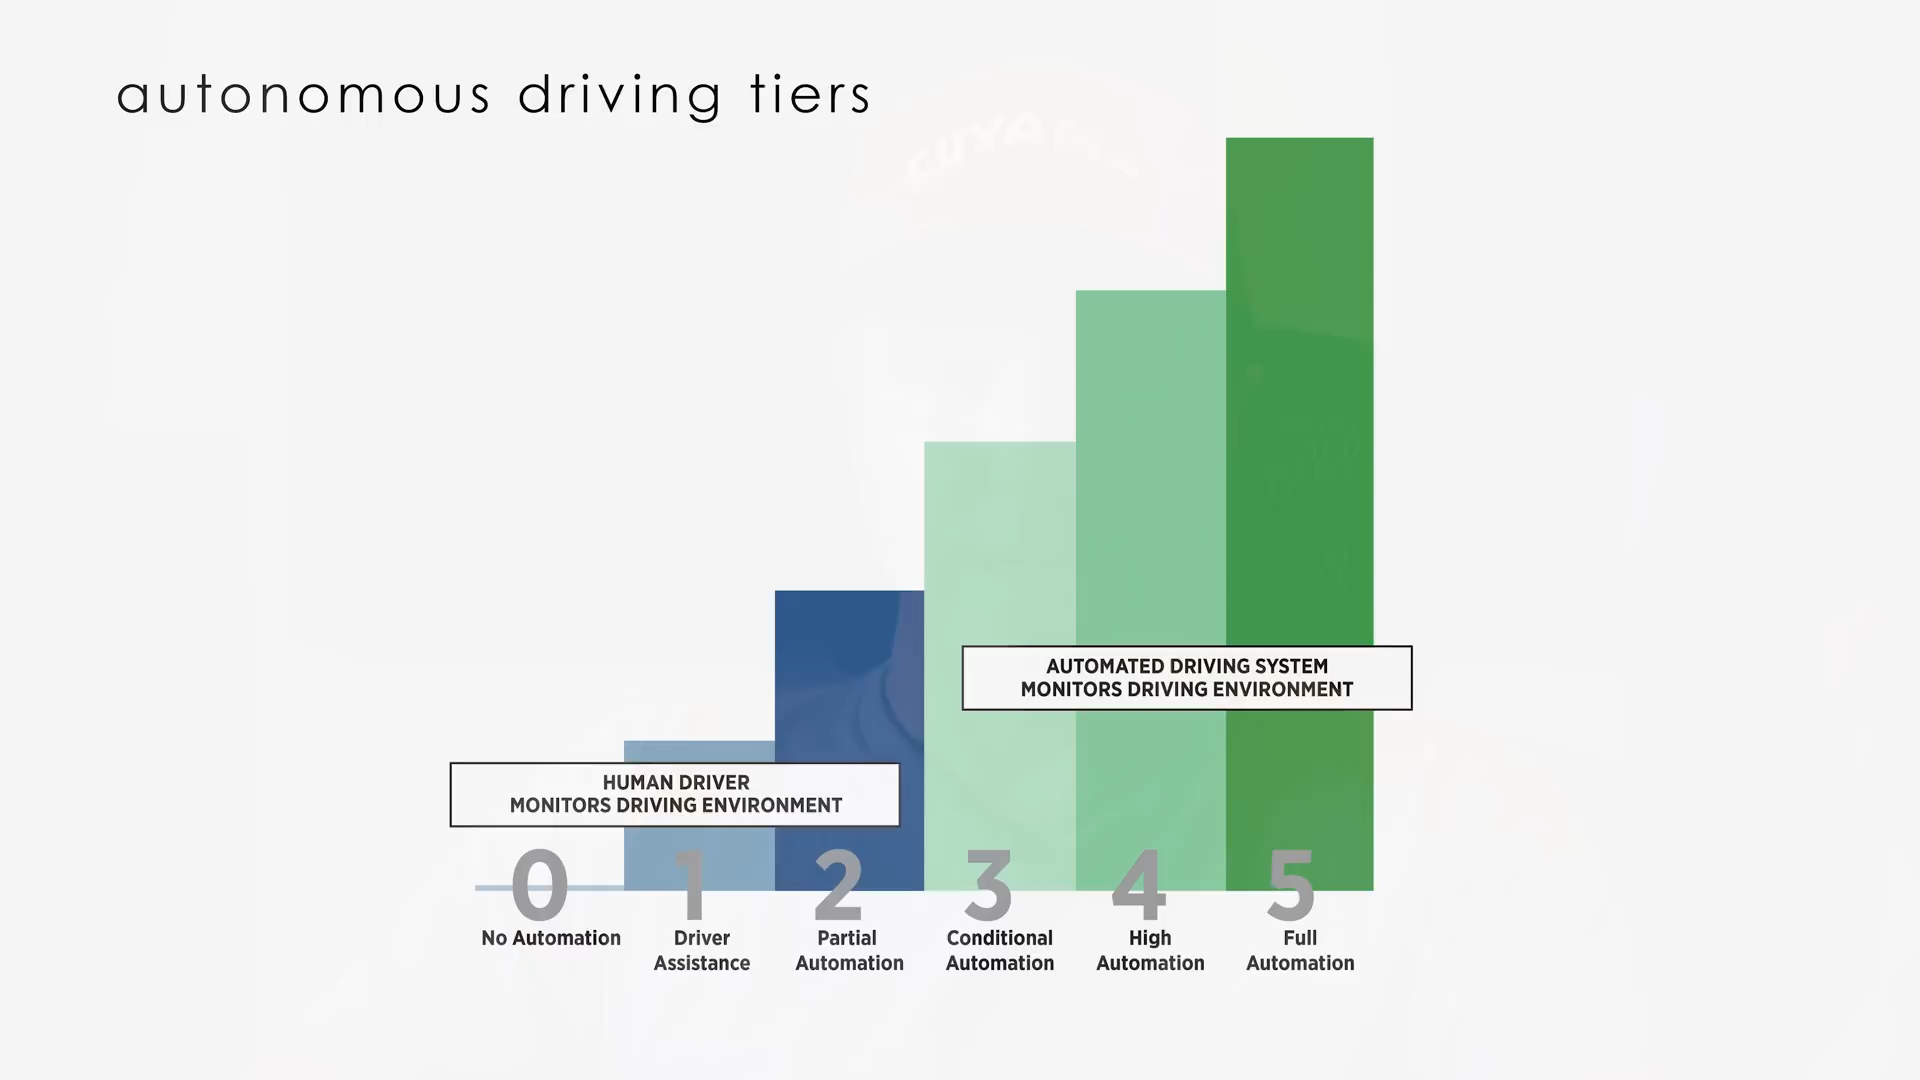 autonomous driving tiers
AUTOMATED DRIVING SYSTEM
MONITORS DRIVING ENVIRONMENT
HUMAN DRIVER
MONITORS DRIVING ENVIRONMENT
0 1 2 3 4 5
No Automation
Driver
Assistance
Partial
Automation
Conditional
Automation
High
Automation
Full
Automation